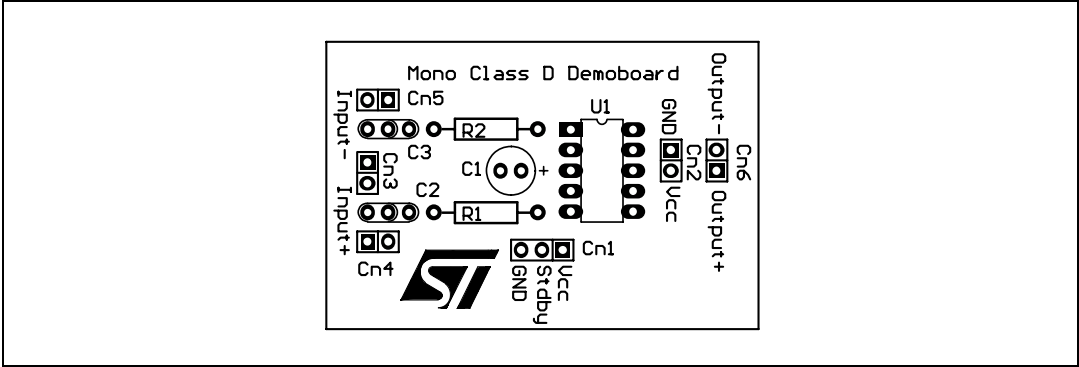 Mono Class D Demoboard
Input-
Cn5
U1
GND
Output-
R2
C3
Cn3
C1
+
Cn2
Cn6
Input+
C2
Vcc
Output+
R1
Cn4
ST
Cn1
GND
Stdby
Vcc